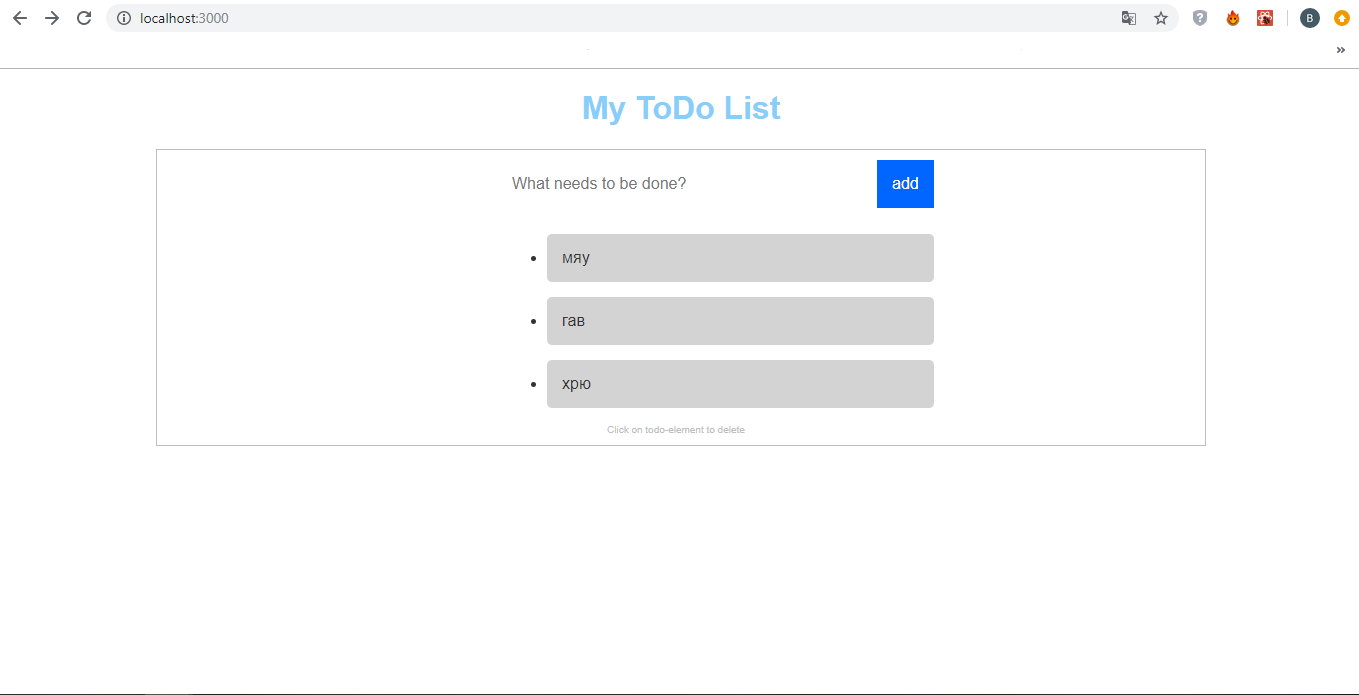 localhost:3000
B
»
My ToDo List
What needs to be done?
add
мяу
гав
хрю
Click on todo-element to delete